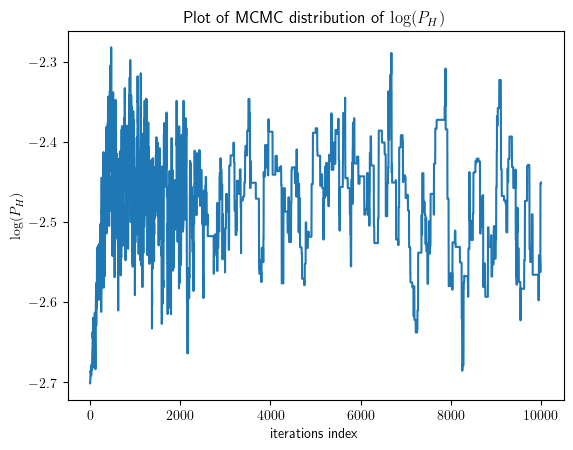 Plot of MCMC distribution of log(P_H)
−2.3
−2.4
−2.5
−2.6
−2.7
log(P_H)
0 2000 4000 6000 8000 10000
iterations index